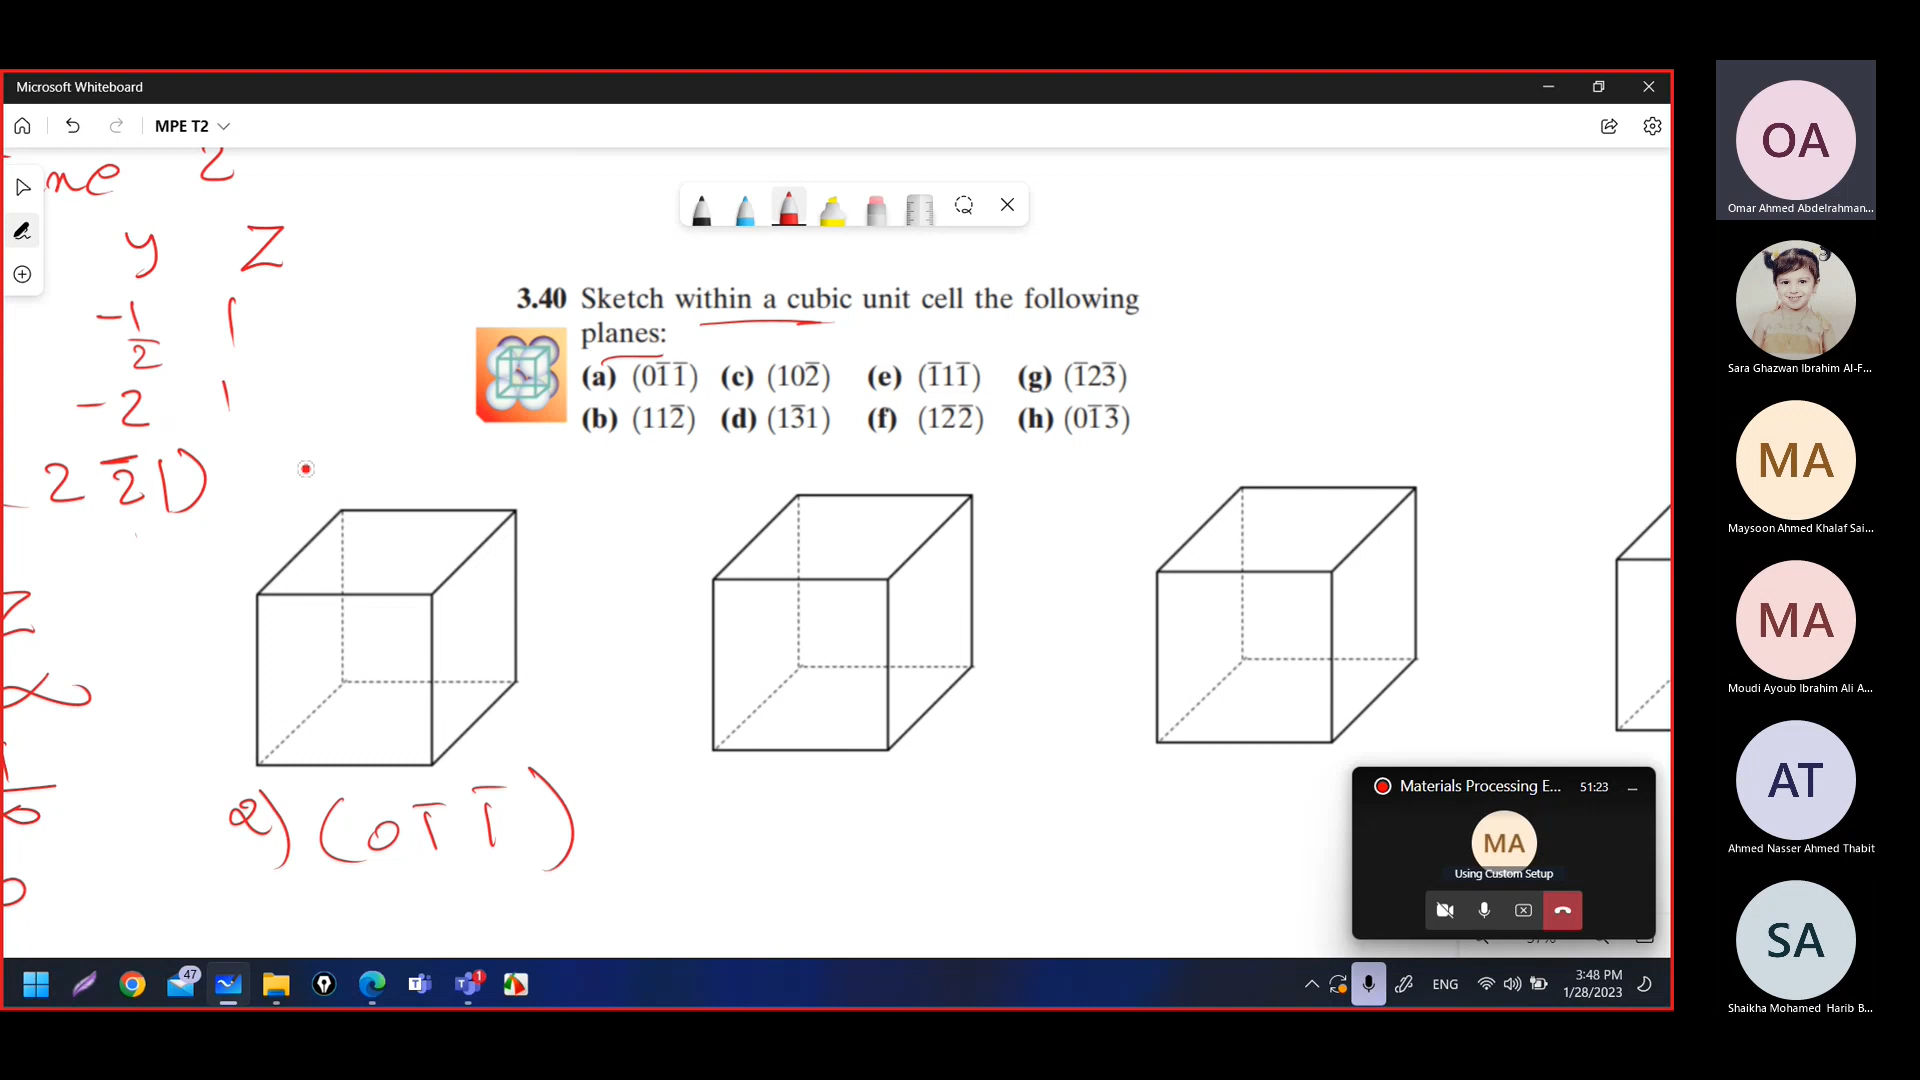 Microsoft Whiteboard
MPE T2
ne 2
y z
-1/2 1
-2 1
2 2̅ 1)
z
∞
3.40 Sketch within a cubic unit cell the following
planes:
(a) (01̅1̅) (c) (102̅) (e) (1̅11̅) (g) (1̅23̅)
(b) (112̅) (d) (13̅1) (f) (12̅2̅) (h) (01̅3̅)
a) (0 1̅ 1̅)
Materials Processing E... 51:23
MA
Using Custom Setup
47
1
ENG
3:48 PM
1/28/2023
OA
Omar Ahmed Abdelrahman...
Sara Ghazwan Ibrahim Al-F...
MA
Maysoon Ahmed Khalaf Sai...
MA
Moudi Ayoub Ibrahim Ali A...
AT
Ahmed Nasser Ahmed Thabit
SA
Shaikha Mohamed Harib B...